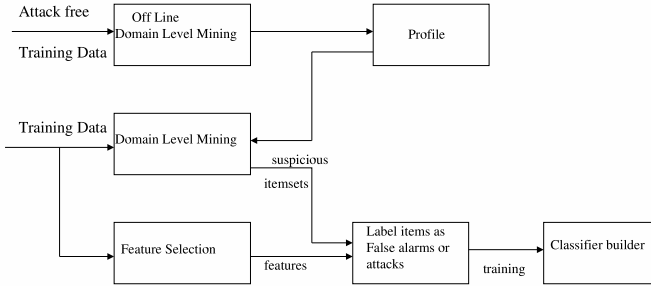 Attack free
Training Data
Off Line
Domain Level Mining
Profile
Training Data
Domain Level Mining
suspicious
itemsets
Feature Selection
features
Label items as
False alarms or
attacks
training
Classifier builder